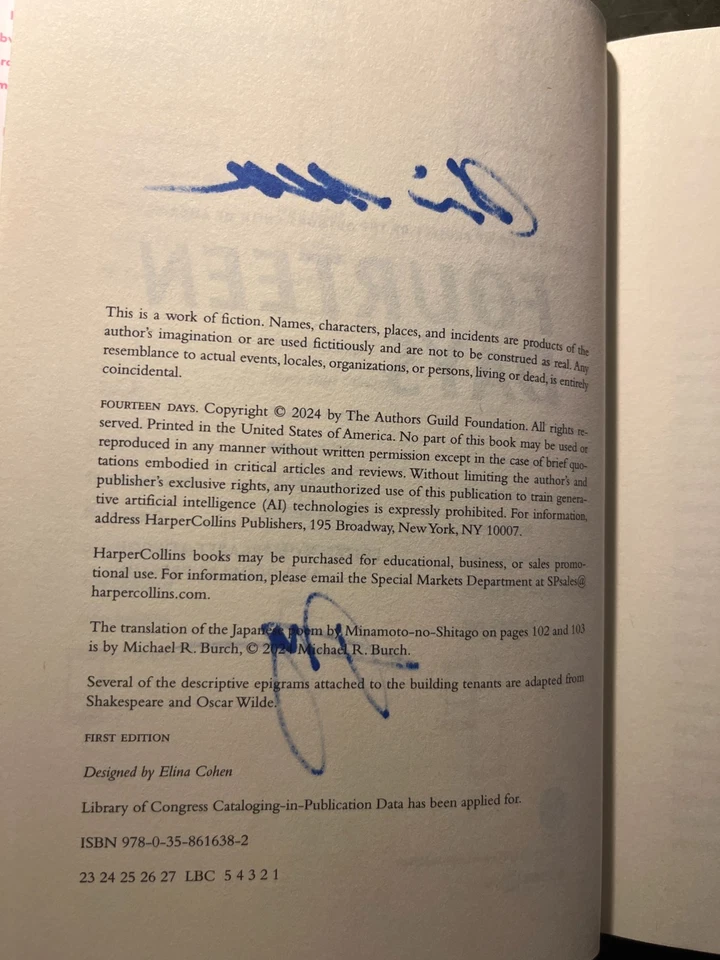 FOURTEEN
DAYS
This is a work of fiction. Names, characters, places, and incidents are products of the
author's imagination or are used fictitiously and are not to be construed as real. Any
resemblance to actual events, locales, organizations, or persons, living or dead, is entirely
coincidental.
FOURTEEN DAYS. Copyright © 2024 by The Authors Guild Foundation. All rights re-
served. Printed in the United States of America. No part of this book may be used or
reproduced in any manner without written permission except in the case of brief quo-
tations embodied in critical articles and reviews. Without limiting the author's and
publisher's exclusive rights, any unauthorized use of this publication to train genera-
tive artificial intelligence (AI) technologies is expressly prohibited. For information,
address HarperCollins Publishers, 195 Broadway, New York, NY 10007.
HarperCollins books may be purchased for educational, business, or sales promo-
tional use. For information, please email the Special Markets Department at SPsales@
harpercollins.com.
The translation of the Japanese poem by Minamoto-no-Shitago on pages 102 and 103
is by Michael R. Burch, © 2024 Michael R. Burch.
Several of the descriptive epigrams attached to the building tenants are adapted from
Shakespeare and Oscar Wilde.
FIRST EDITION
Designed by Elina Cohen
Library of Congress Cataloging-in-Publication Data has been applied for.
ISBN 978-0-35-861638-2
23 24 25 26 27 LBC 5 4 3 2 1